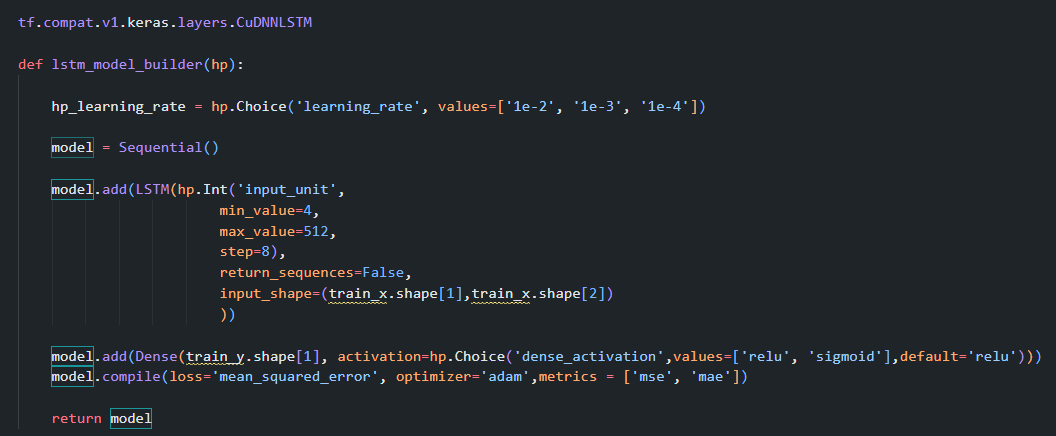 tf.compat.v1.keras.layers.CuDNNLSTM
def lstm_model_builder(hp):
hp_learning_rate = hp.Choice('learning_rate', values=['1e-2', '1e-3', '1e-4'])
model = Sequential()
model.add(LSTM(hp.Int('input_unit',
min_value=4,
max_value=512,
step=8),
return_sequences=False,
input_shape=(train_x.shape[1],train_x.shape[2])
))
model.add(Dense(train_y.shape[1], activation=hp.Choice('dense_activation',values=['relu', 'sigmoid'],default='relu')))
model.compile(loss='mean_squared_error', optimizer='adam',metrics = ['mse', 'mae'])
return model